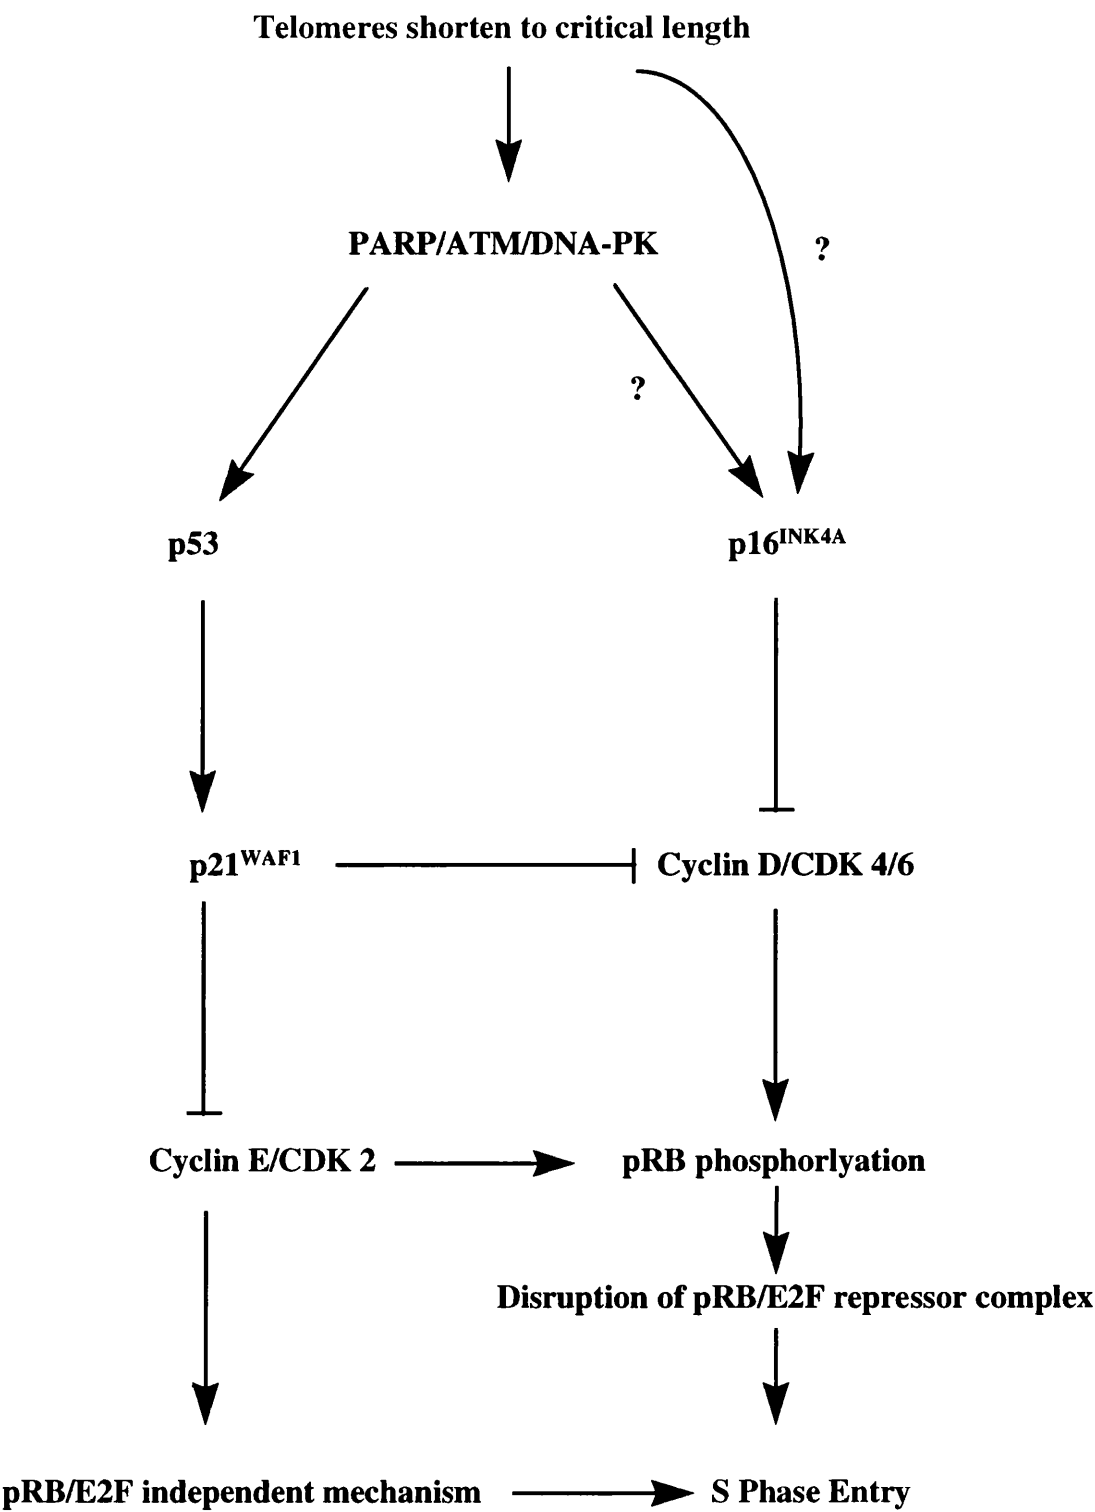 Telomeres shorten to critical length
?
PARP/ATM/DNA-PK
?
p53
p16INK4A
p21WAF1
Cyclin D/CDK 4/6
Cyclin E/CDK 2
pRB phosphorlyation
Disruption of pRB/E2F repressor complex
pRB/E2F independent mechanism
S Phase Entry